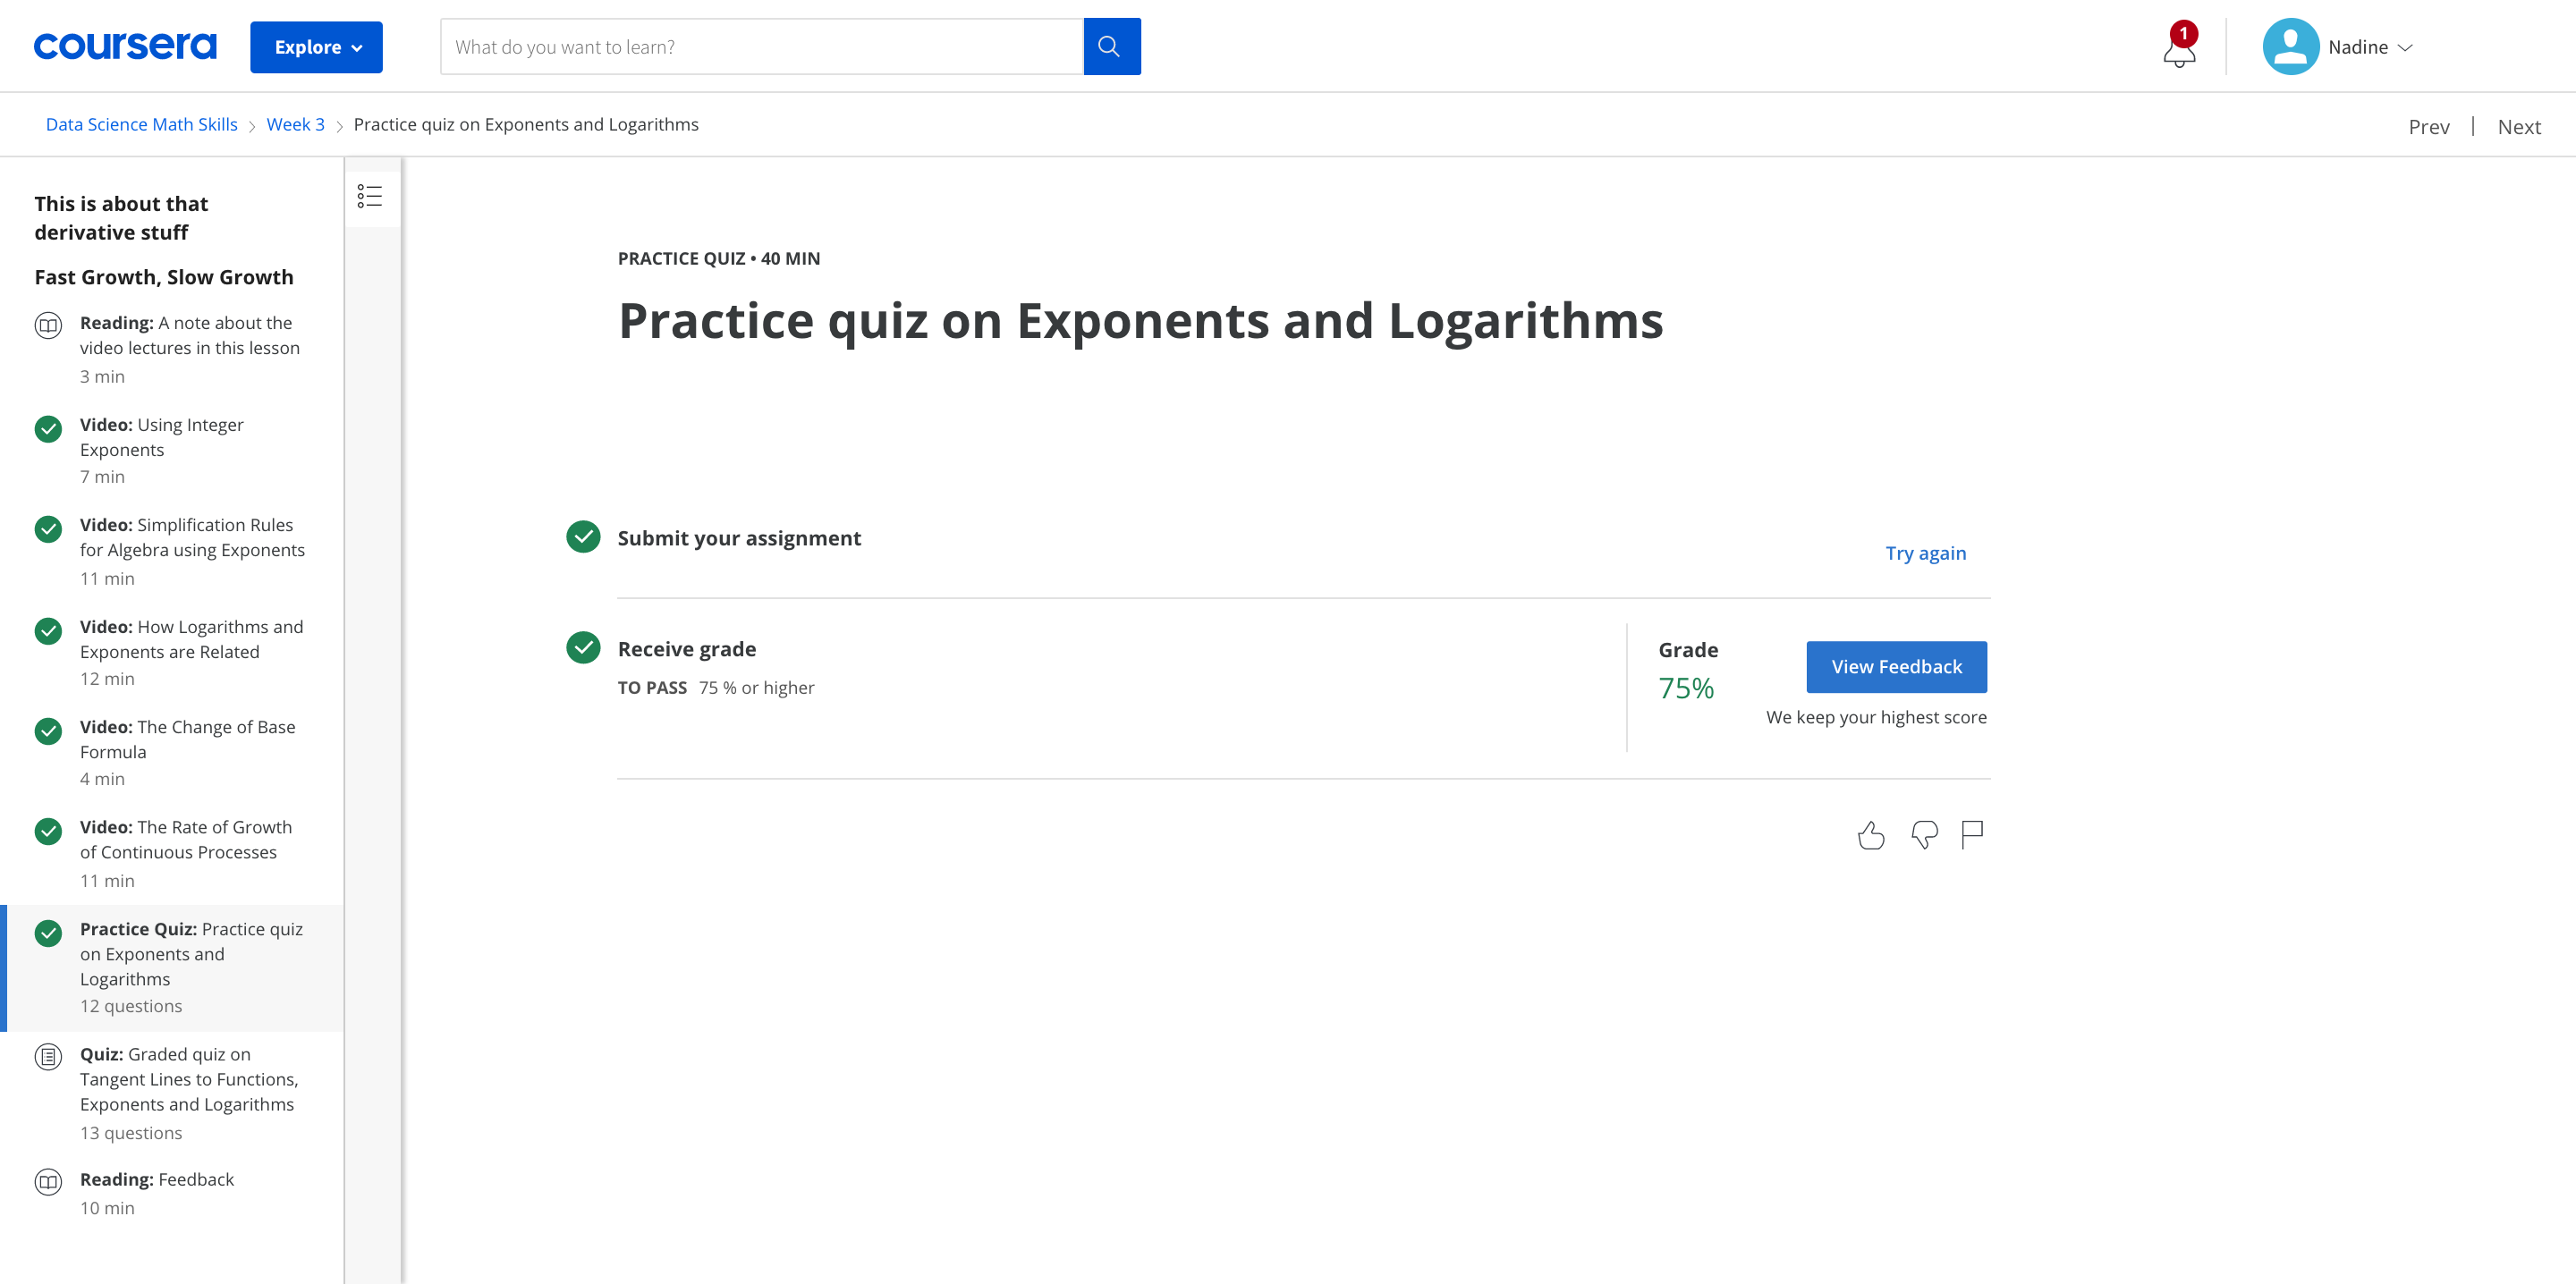 coursera
Explore
What do you want to learn?
1
Nadine
Data Science Math Skills
Week 3
Practice quiz on Exponents and Logarithms
Prev | Next
This is about that
derivative stuff
Fast Growth, Slow Growth
Reading: A note about the
video lectures in this lesson
3 min
Video: Using Integer
Exponents
7 min
Video: Simplification Rules
for Algebra using Exponents
11 min
Video: How Logarithms and
Exponents are Related
12 min
Video: The Change of Base
Formula
4 min
Video: The Rate of Growth
of Continuous Processes
11 min
Practice Quiz: Practice quiz
on Exponents and
Logarithms
12 questions
Quiz: Graded quiz on
Tangent Lines to Functions,
Exponents and Logarithms
13 questions
Reading: Feedback
10 min
PRACTICE QUIZ • 40 MIN
Practice quiz on Exponents and Logarithms
Submit your assignment
Try again
Receive grade
TO PASS 75 % or higher
Grade
75%
View Feedback
We keep your highest score